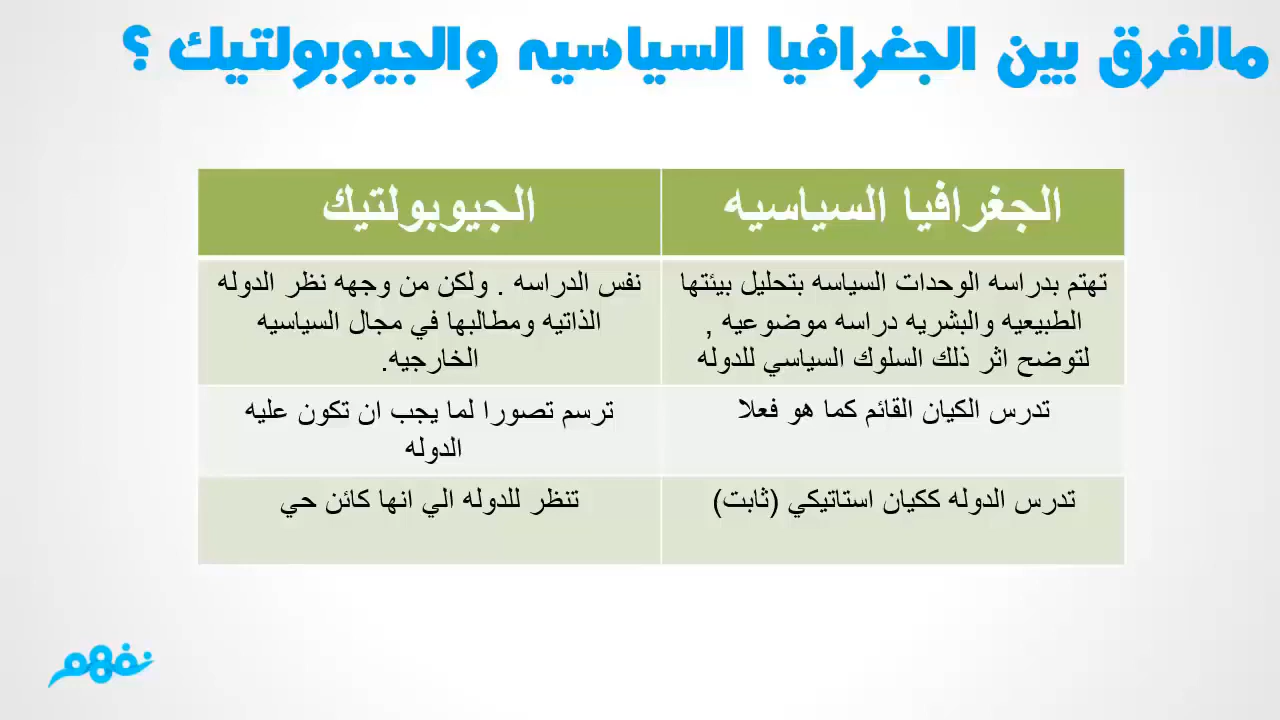 مالفرق بين الجغرافيا السياسيه والجيوبولتيك ؟
الجغرافيا السياسيه
الجيوبولتيك
تهتم بدراسه الوحدات السياسه بتحليل بيئتها
الطبيعيه والبشريه دراسه موضوعيه ,
لتوضح اثر ذلك السلوك السياسي للدوله
نفس الدراسه . ولكن من وجهه نظر الدوله
الذاتيه ومطالبها في مجال السياسيه
الخارجيه.
تدرس الكيان القائم كما هو فعلا
ترسم تصورا لما يجب ان تكون عليه
الدوله
تدرس الدوله ككيان استاتيكي (ثابت)
تنظر للدوله الي انها كائن حي
نفهم